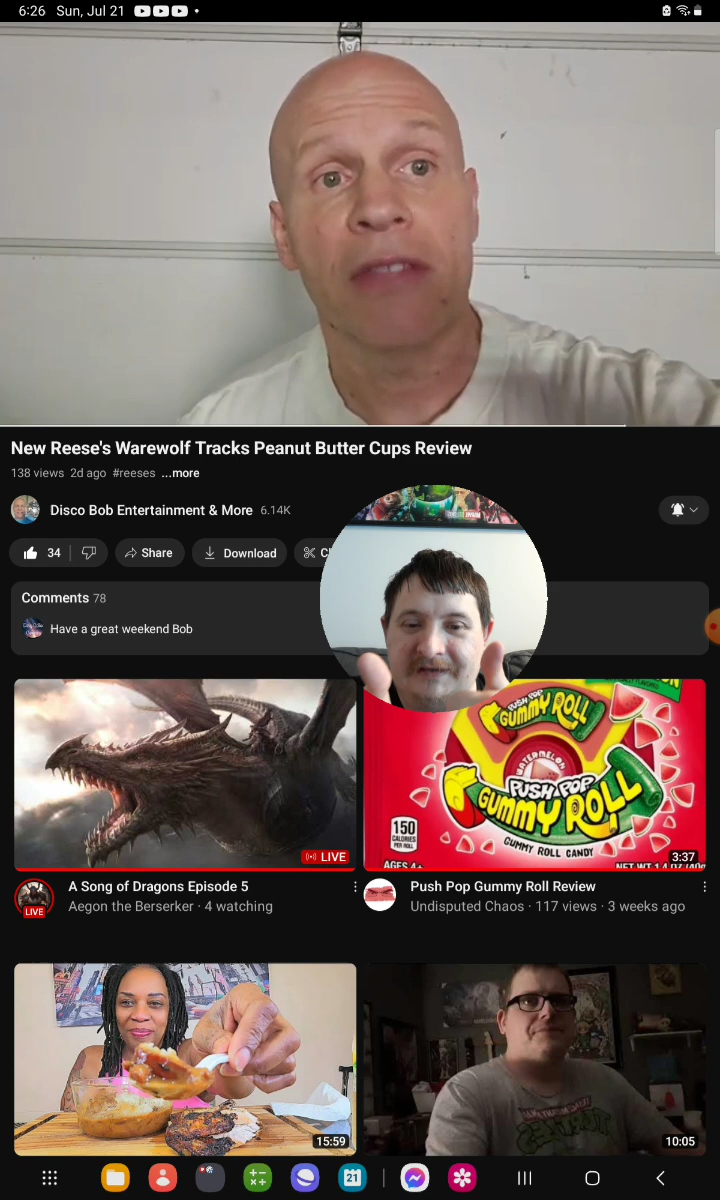 6:26 Sun, Jul 21
New Reese's Warewolf Tracks Peanut Butter Cups Review
138 views 2d ago #reeses ...more
Disco Bob Entertainment & More 6.14K
34 Share Download
Comments 78
Have a great weekend Bob
PUSH POP
GUMMY ROLL
WATERMELON
PUSH POP
GUMMY ROLL
150
CALORIES
PER ROLL
GUMMY ROLL CANDY
AGES 4+
LIVE
3:37
A Song of Dragons Episode 5
Aegon the Berserker · 4 watching
LIVE
Push Pop Gummy Roll Review
Undisputed Chaos · 117 views · 3 weeks ago
15:59
10:05
21